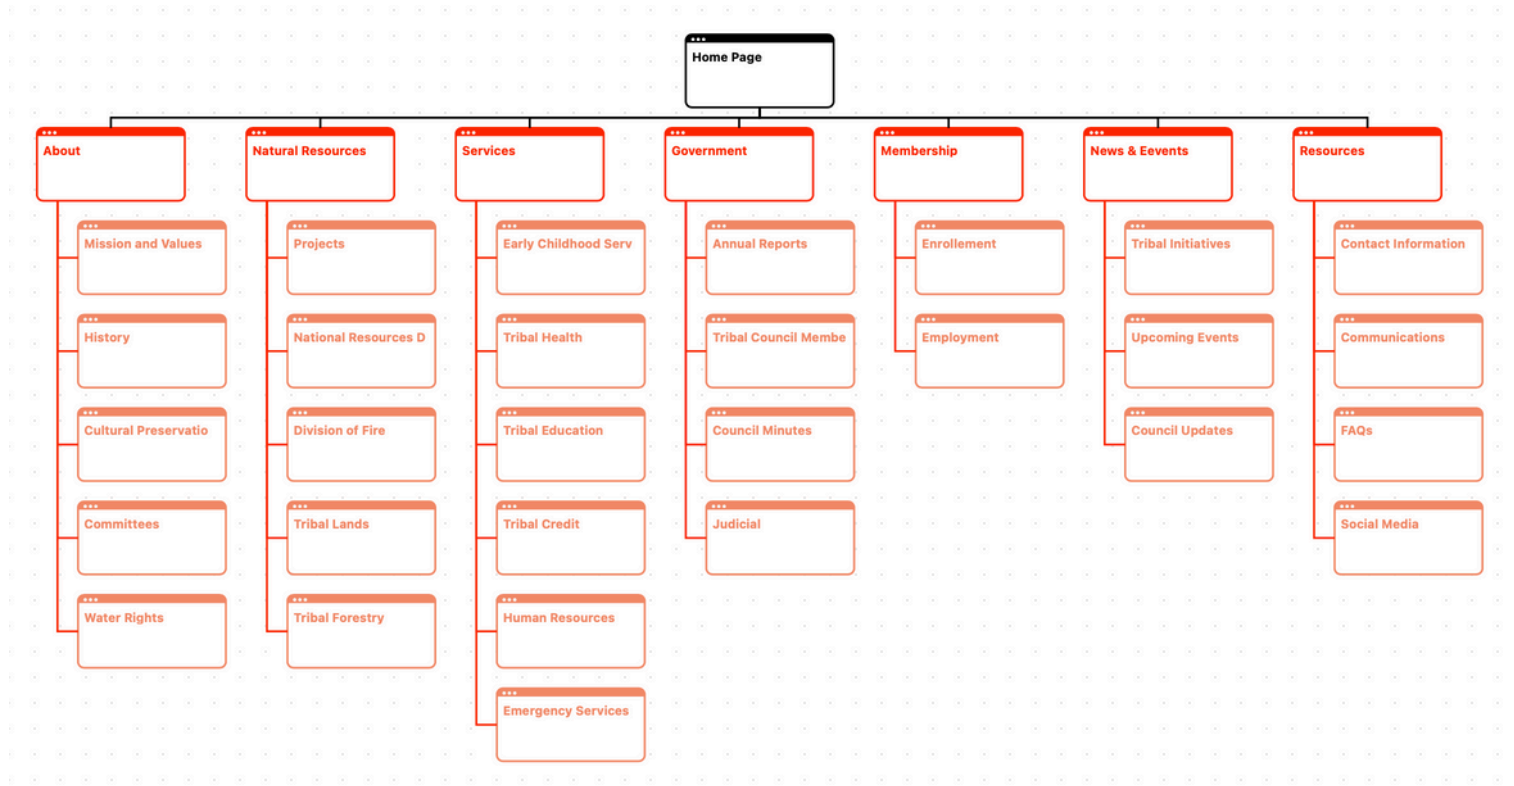 Home Page
About
Natural Resources
Services
Government
Membership
News & Eevents
Resources
Mission and Values
Projects
Early Childhood Serv
Annual Reports
Enrollement
Tribal Initiatives
Contact Information
History
National Resources D
Tribal Health
Tribal Council Membe
Employment
Upcoming Events
Communications
Cultural Preservatio
Division of Fire
Tribal Education
Council Minutes
Council Updates
FAQs
Committees
Tribal Lands
Tribal Credit
Judicial
Social Media
Water Rights
Tribal Forestry
Human Resources
Emergency Services